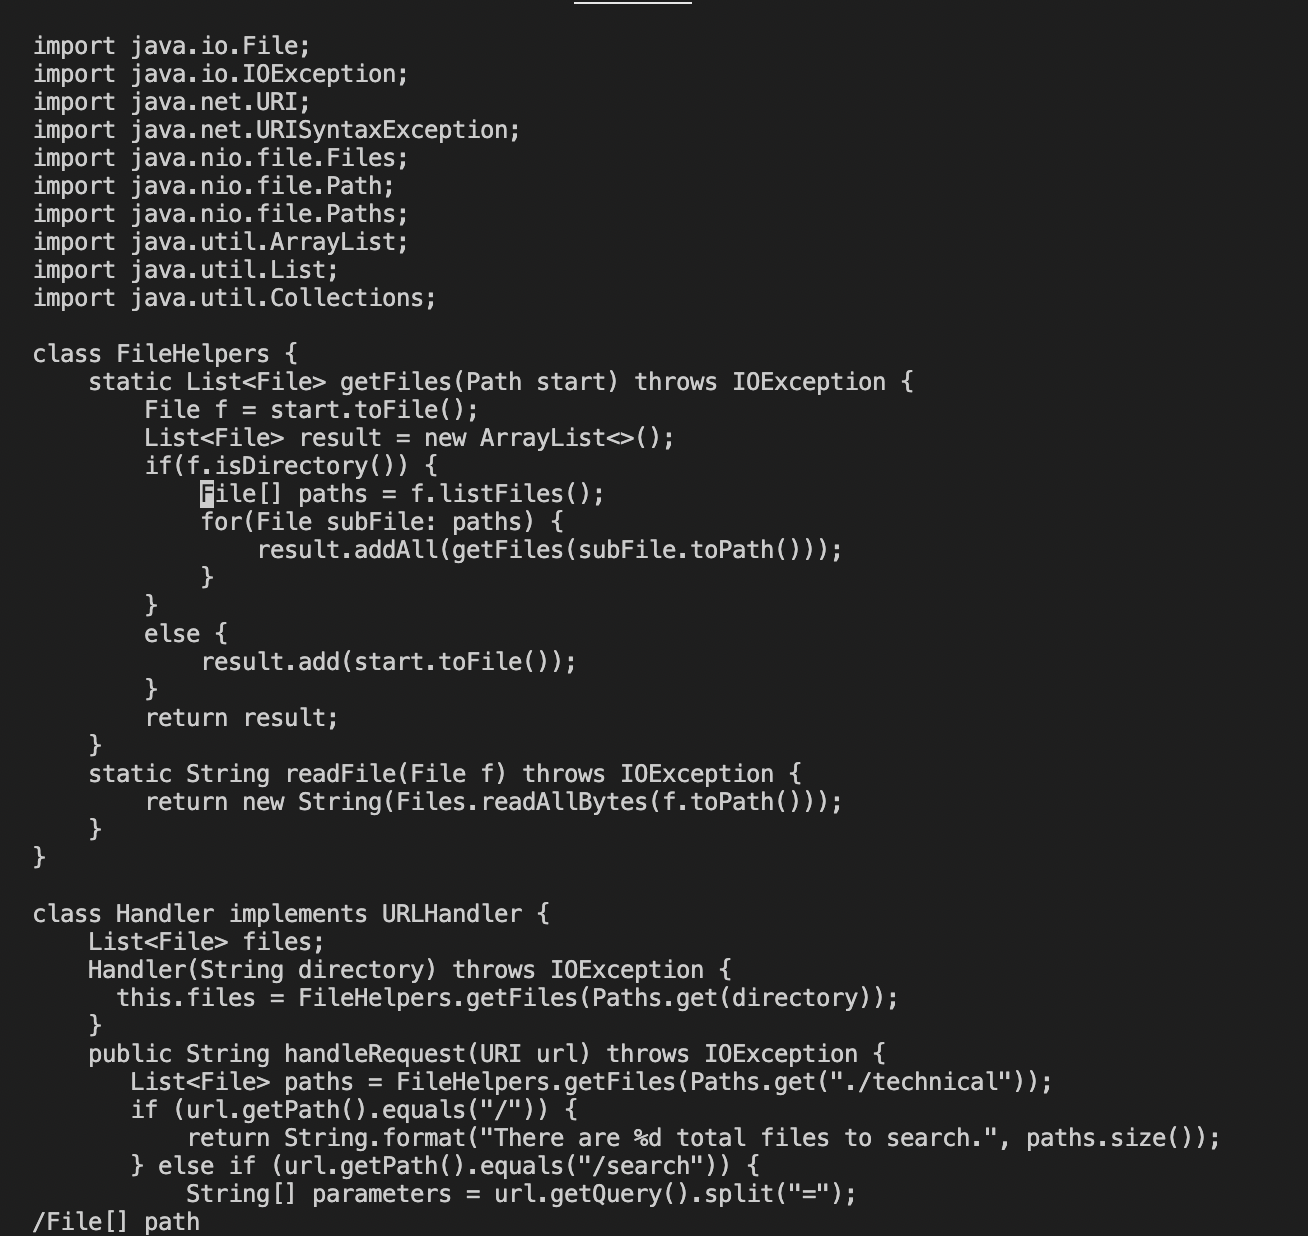 import java.io.File;
import java.io.IOException;
import java.net.URI;
import java.net.URISyntaxException;
import java.nio.file.Files;
import java.nio.file.Path;
import java.nio.file.Paths;
import java.util.ArrayList;
import java.util.List;
import java.util.Collections;

class FileHelpers {
    static List<File> getFiles(Path start) throws IOException {
        File f = start.toFile();
        List<File> result = new ArrayList<>();
        if(f.isDirectory()) {
            File[] paths = f.listFiles();
            for(File subFile: paths) {
                result.addAll(getFiles(subFile.toPath()));
            }
        }
        else {
            result.add(start.toFile());
        }
        return result;
    }
    static String readFile(File f) throws IOException {
        return new String(Files.readAllBytes(f.toPath()));
    }
}

class Handler implements URLHandler {
    List<File> files;
    Handler(String directory) throws IOException {
      this.files = FileHelpers.getFiles(Paths.get(directory));
    }
    public String handleRequest(URI url) throws IOException {
       List<File> paths = FileHelpers.getFiles(Paths.get("./technical"));
       if (url.getPath().equals("/")) {
           return String.format("There are %d total files to search.", paths.size());
       } else if (url.getPath().equals("/search")) {
           String[] parameters = url.getQuery().split("=");
/File[] path